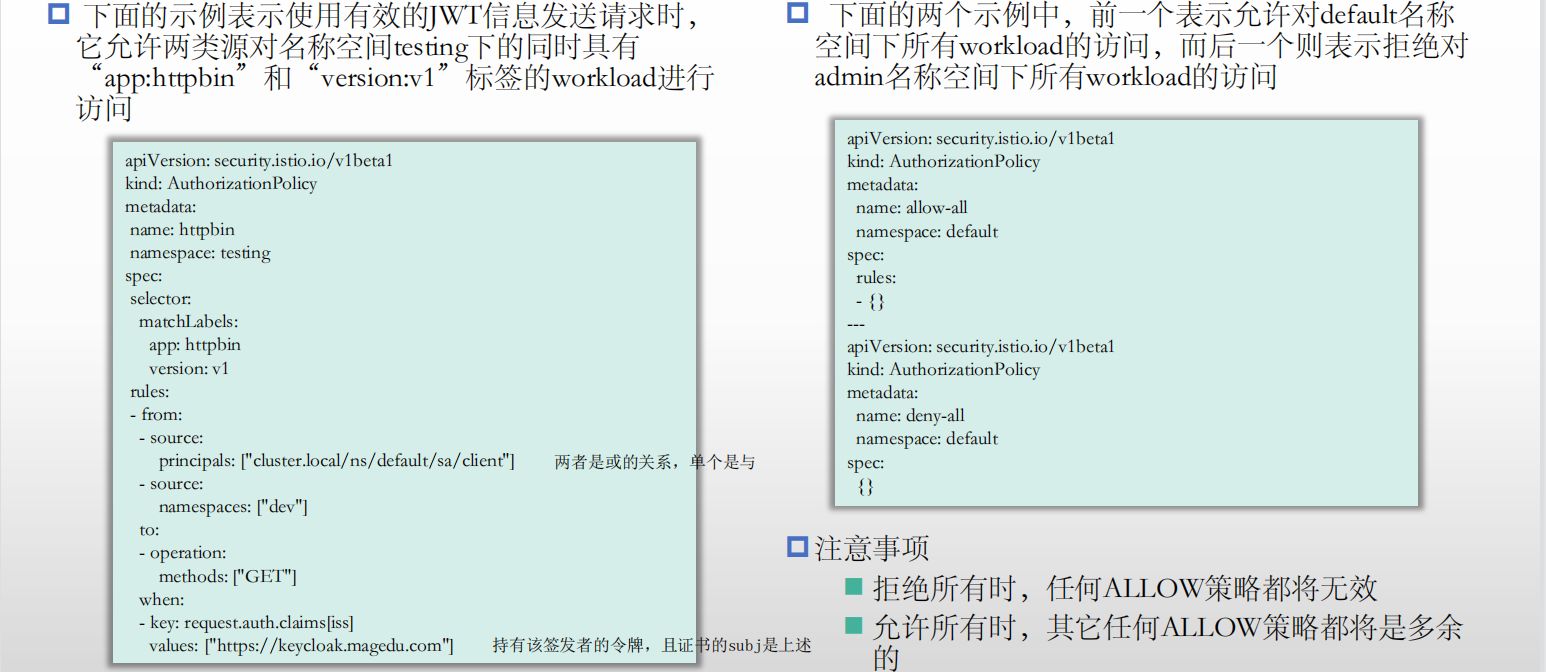 下面的示例表示使用有效的JWT信息发送请求时，
它允许两类源对名称空间testing下的同时具有
“app:httpbin”和“version:v1”标签的workload进行
访问
apiVersion: security.istio.io/v1beta1
kind: AuthorizationPolicy
metadata:
 name: httpbin
 namespace: testing
spec:
 selector:
   matchLabels:
     app: httpbin
     version: v1
 rules:
 - from:
   - source:
       principals: ["cluster.local/ns/default/sa/client"] 两者是或的关系，单个是与
   - source:
       namespaces: ["dev"]
   to:
   - operation:
       methods: ["GET"]
   when:
   - key: request.auth.claims[iss]
     values: ["https://keycloak.magedu.com"] 持有该签发者的令牌，且证书的subj是上述
下面的两个示例中，前一个表示允许对default名称
空间下所有workload的访问，而后一个则表示拒绝对
admin名称空间下所有workload的访问
apiVersion: security.istio.io/v1beta1
kind: AuthorizationPolicy
metadata:
  name: allow-all
  namespace: default
spec:
  rules:
  - {}
---
apiVersion: security.istio.io/v1beta1
kind: AuthorizationPolicy
metadata:
  name: deny-all
  namespace: default
spec:
  {}
注意事项
拒绝所有时，任何ALLOW策略都将无效
允许所有时，其它任何ALLOW策略都将是多余
的